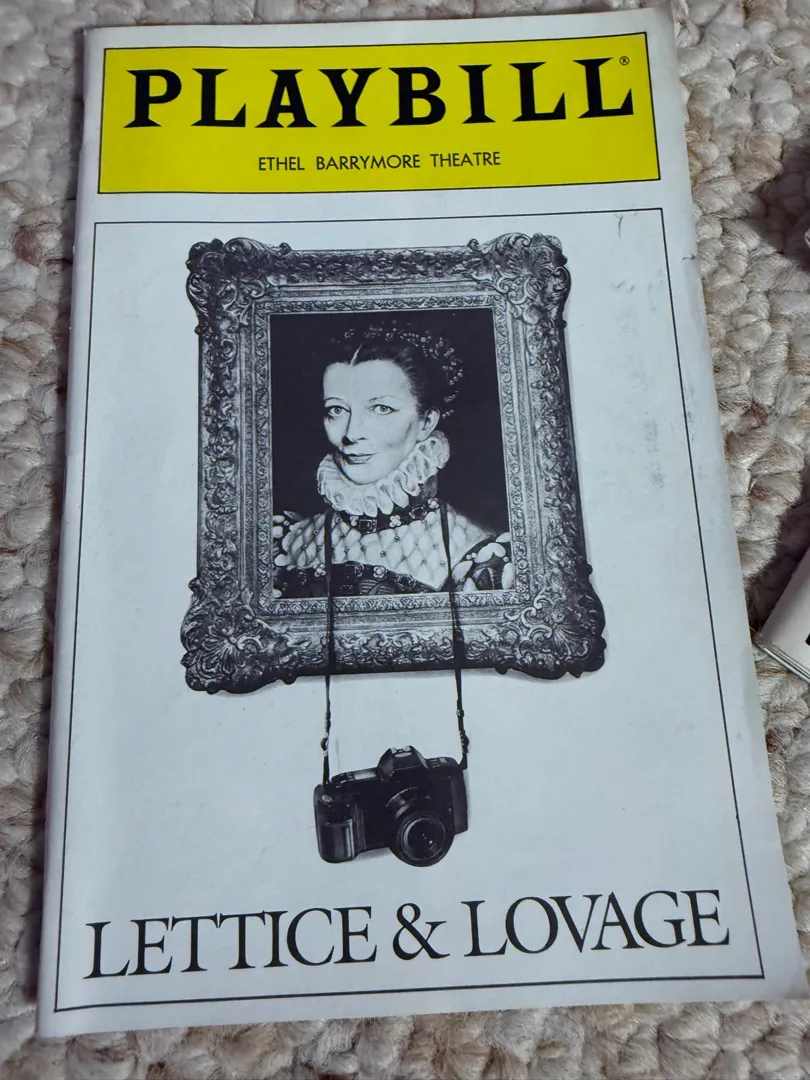 PLAYBILL®
ETHEL BARRYMORE THEATRE
LETTICE & LOVAGE